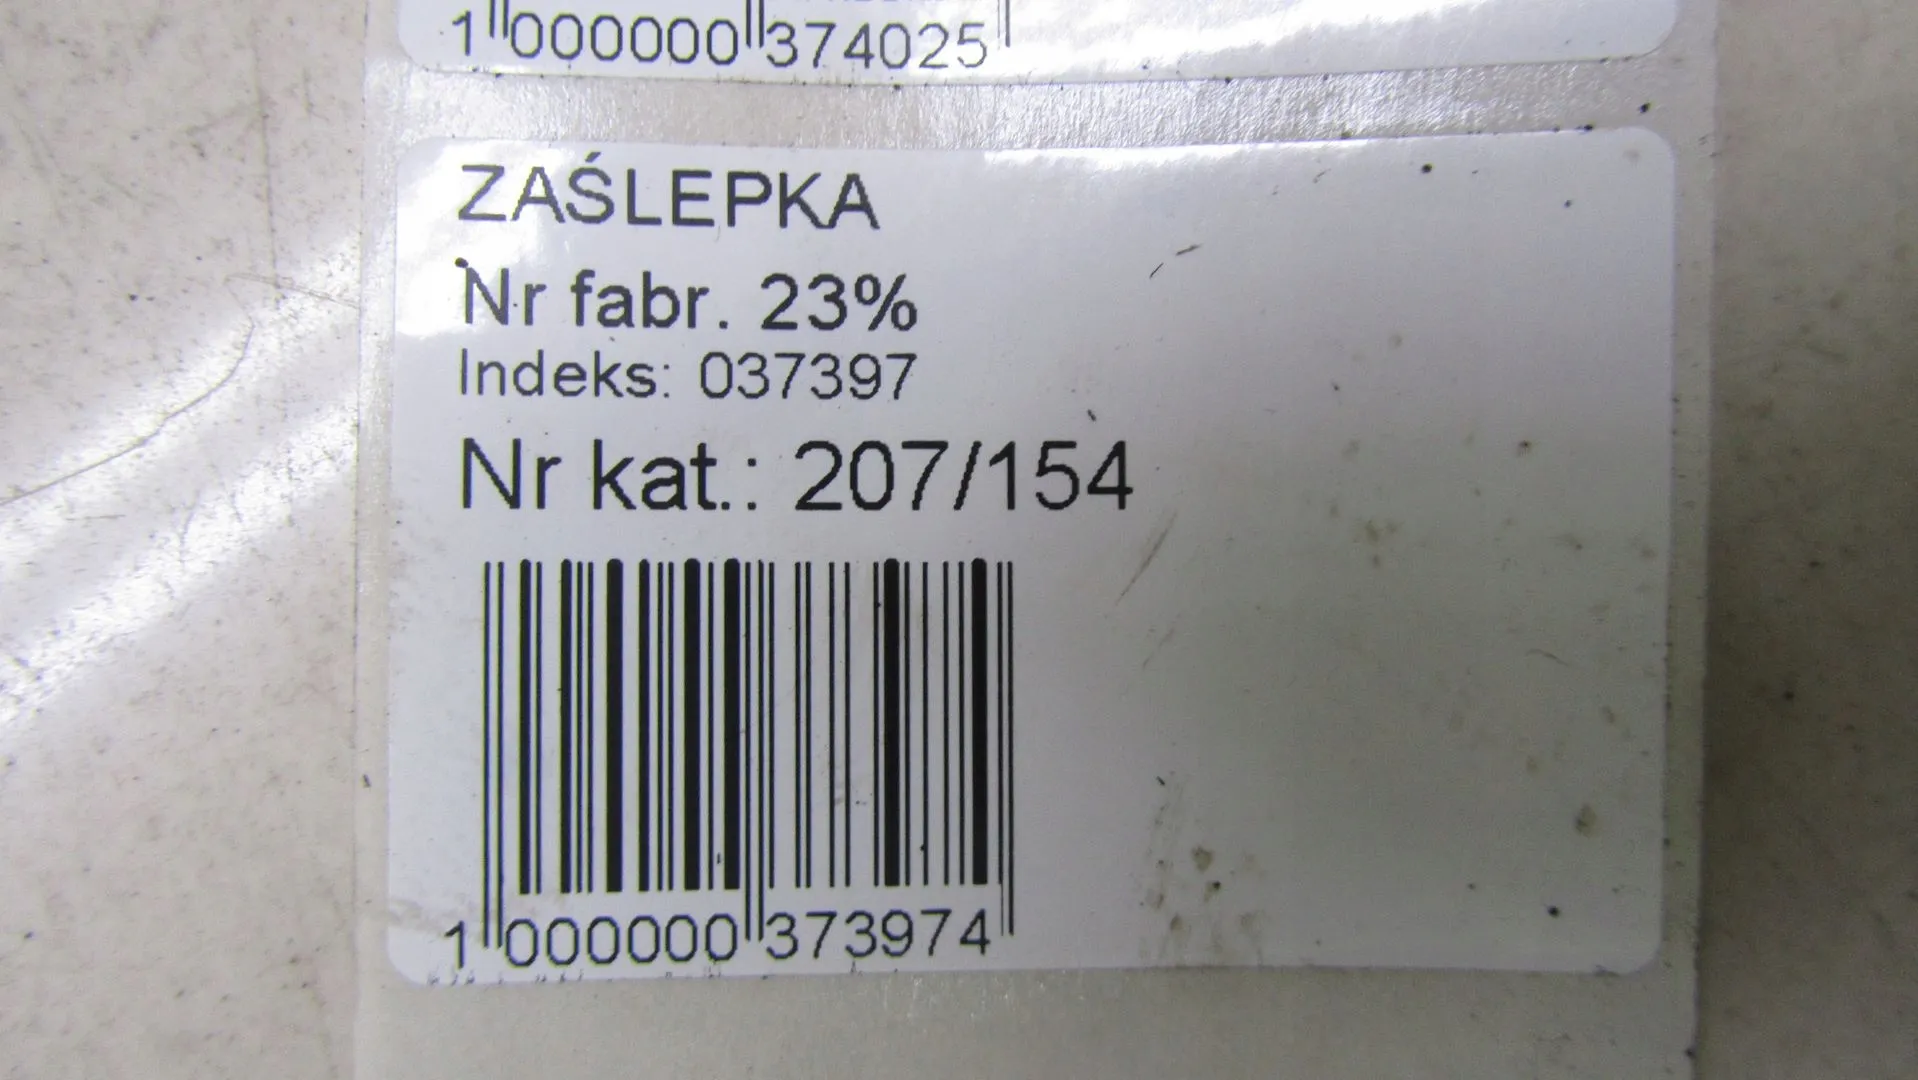 1 000000 374025
ZAŚLEPKA
Nr fabr. 23%
Indeks: 037397
Nr kat.: 207/154
1 000000 373974